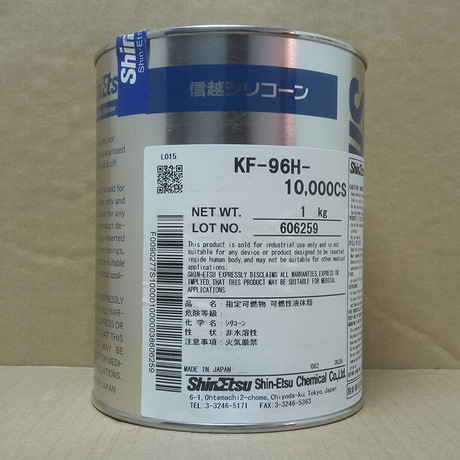 Shin-Etsu
Shin-Etsu
信越シリコーン
L015
KF-96H-
10,000CS
NET WT. 1 kg
LOT NO. 606259
This product is sold for industrial use only and is not
suitable for any device or product designed to be inserted
inside human body, and may not be suitable for other medical
applications.
SHIN-ETSU EXPRESSLY DISCLAIMS ALL WARRANTIES, EXPRESS OR
IMPLIED, THAT THIS PRODUCT MAY BE SUITABLE FOR MEDICAL
APPLICATIONS.
品名:指定可燃物 可燃性液体類
危険等級:
化学名:シリコーン
性状:非水溶性
注意事項:火気厳禁
062 0008
MADE IN JAPAN
ShinEtsu Shin-Etsu Chemical Co.,Ltd.
6-1, Ohtemachi 2-chome, Chiyoda-ku, Tokyo, Japan
TEL: 3-3246-5171 FAX: 3-3246-5363